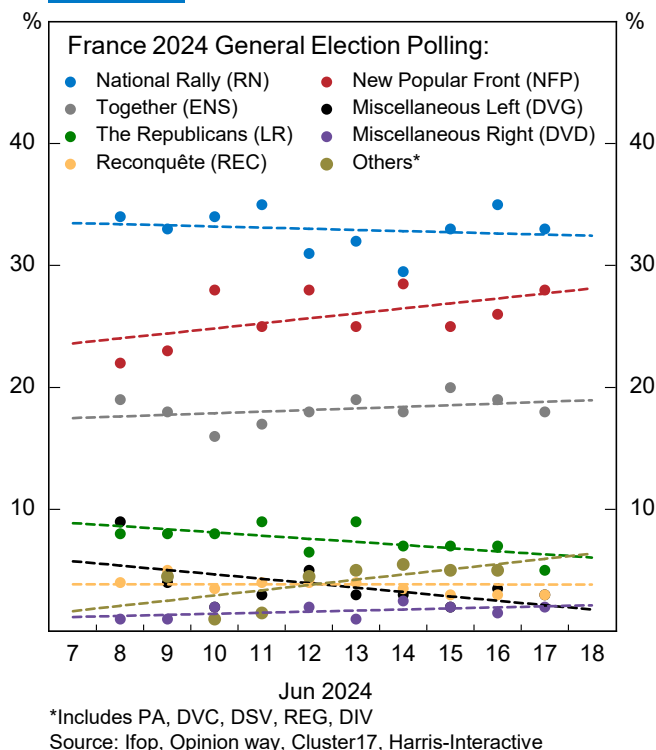 % %
France 2024 General Election Polling:
National Rally (RN) New Popular Front (NFP)
Together (ENS) Miscellaneous Left (DVG)
The Republicans (LR) Miscellaneous Right (DVD)
Reconquête (REC) Others*
40 40
30 30
20 20
10 10
7 8 9 10 11 12 13 14 15 16 17 18
Jun 2024
*Includes PA, DVC, DSV, REG, DIV
Source: Ifop, Opinion way, Cluster17, Harris-Interactive